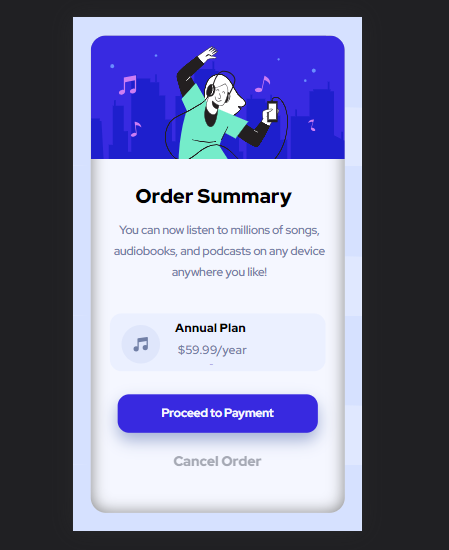 Order Summary
You can now listen to millions of songs,
audiobooks, and podcasts on any device
anywhere you like!
Annual Plan
$59.99/year
Proceed to Payment
Cancel Order